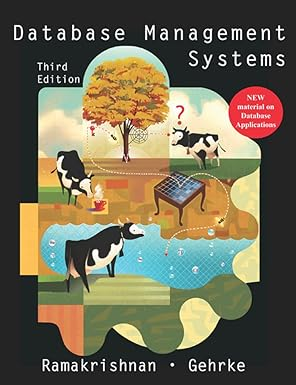 Database Management
Systems
Third
Edition
NEW
material on
Database
Applications
?
Ramakrishnan • Gehrke